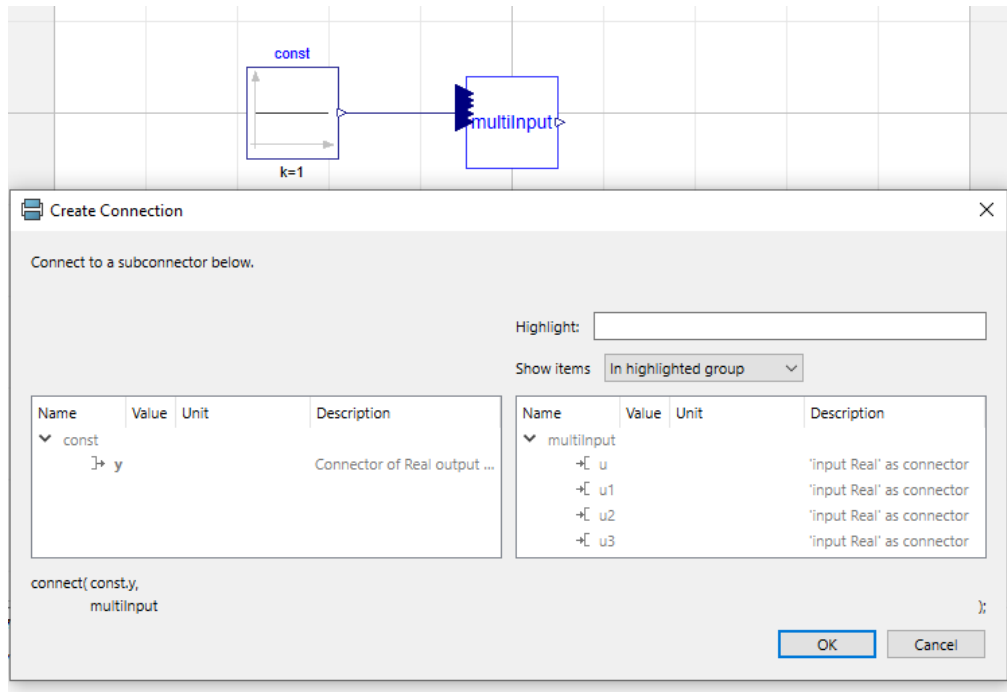 const
multiInput
k=1
Create Connection
Connect to a subconnector below.
Highlight:
Show items In highlighted group
Name Value Unit Description
const
y Connector of Real output ...
Name Value Unit Description
multiInput
u 'input Real' as connector
u1 'input Real' as connector
u2 'input Real' as connector
u3 'input Real' as connector
connect( const.y,
multiInput );
OK Cancel